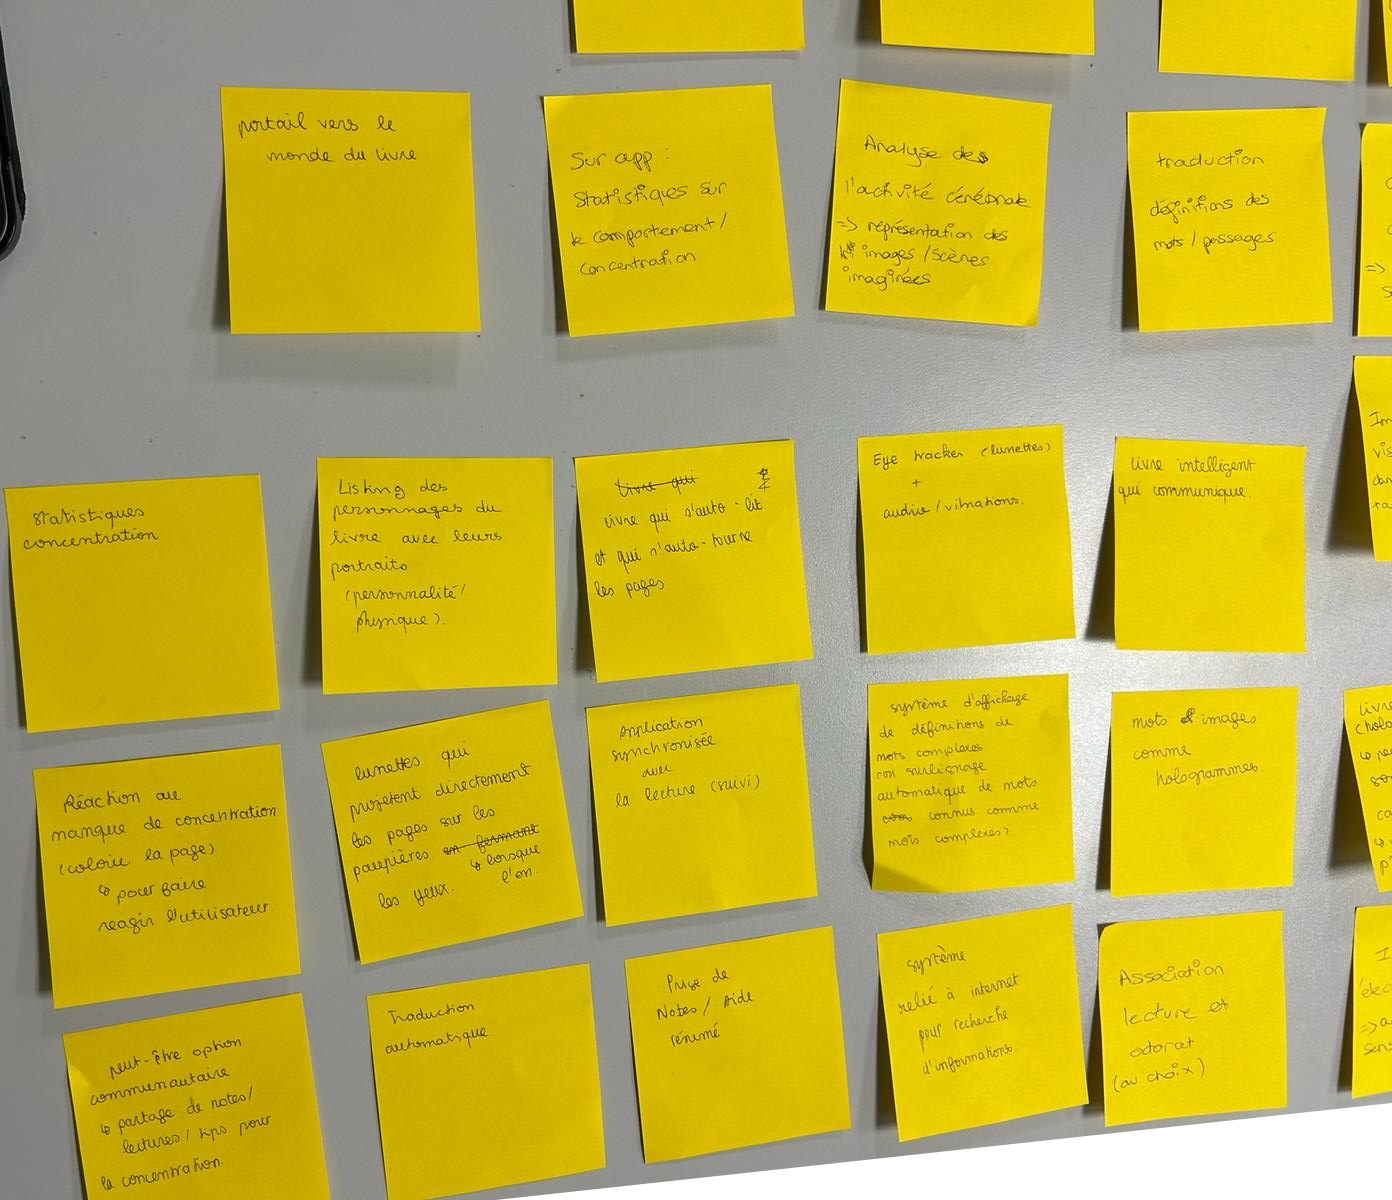 portail vers le
monde du livre
Sur app :
Statistiques sur
le comportement /
concentration
Analyse des
l'activité cérébrale
=> représentation des
images / scènes
imaginées
traduction
définitions des
mots / passages
=>
statistiques
concentration
Listing des
personnages du
livre avec leurs
portraits
(personnalité /
physique).
Livre qui
livre qui s'auto-lit
et qui s'auto-tourne
les pages
Eye tracker (lunettes)
+
audio / vibrations.
livre intelligent
qui communique.
Réaction au
manque de concentration
(colorie la page)
↳ pour faire
reagir l'utilisateur.
lunettes qui
projetent directement
les pages sur les
paupières en fermant
les yeux. ↳ lorsque
l'on.
Application
synchronisée
avec
la lecture (suivi)
système d'affichage
de définitions de
mots complexes
surlignage
automatique de mots
connus comme
mots complexes).
mots & images
comme
hologrammes.
peut-être option
communautaire
↳ partage de notes /
lectures / tips pour
la concentration.
Traduction
automatique.
Prise de
Notes / Aide
résumé
système
relié à internet
pour recherche
d'informations.
Association
lecture et
odorat
(au choix)